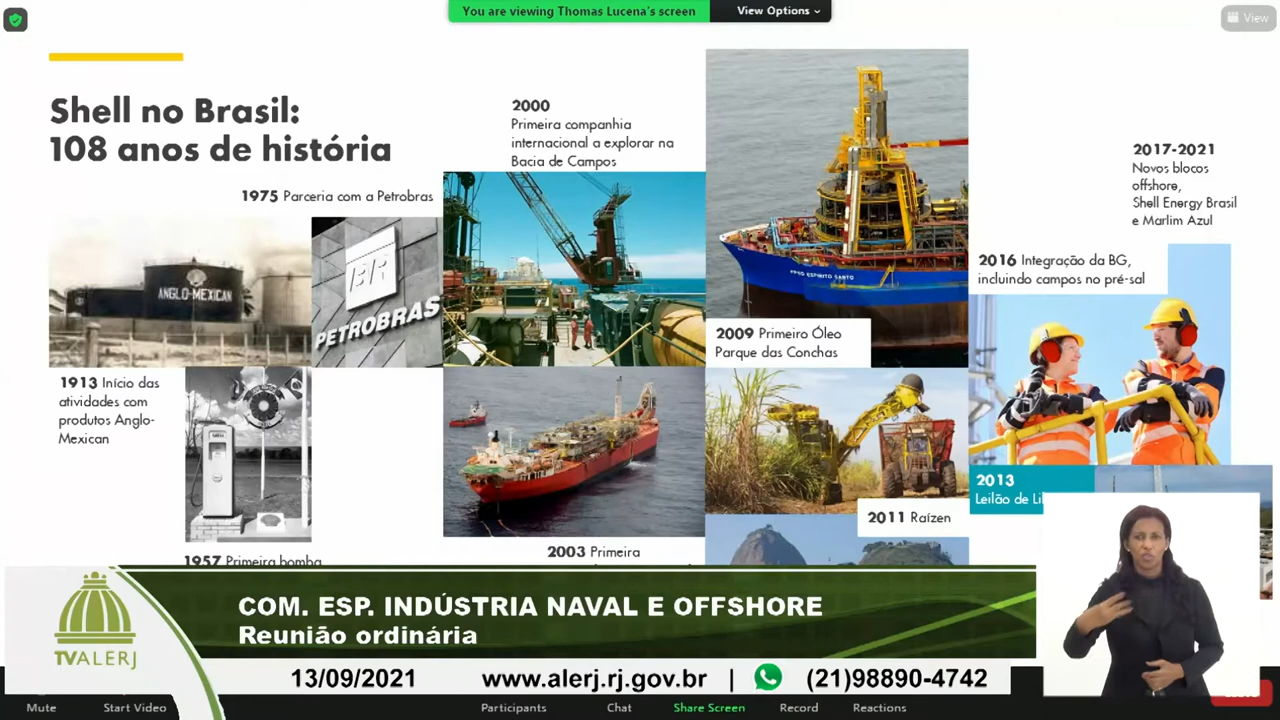 You are viewing Thomas Lucena's screen
View Options
View
Shell no Brasil:
108 anos de história
1975 Parceria com a Petrobras
2000
Primeira companhia
internacional a explorar na
Bacia de Campos
2017-2021
Novos blocos
offshore,
Shell Energy Brasil
e Marlim Azul
2016 Integração da BG,
incluindo campos no pré-sal
ANGLO-MEXICAN
BR
PETROBRAS
FPSO ESPIRITO SANTO
2009 Primeiro Óleo
Parque das Conchas
1913 Início das
atividades com
produtos Anglo-
Mexican
2013
Leilão de Li
2011 Raízen
2003 Primeira
1957 Primeira bomba
COM. ESP. INDÚSTRIA NAVAL E OFFSHORE
Reunião ordinária
TVALERJ
13/09/2021 www.alerj.rj.gov.br | (21)98890-4742
Mute
Start Video
Participants
Chat
Share Screen
Record
Reactions